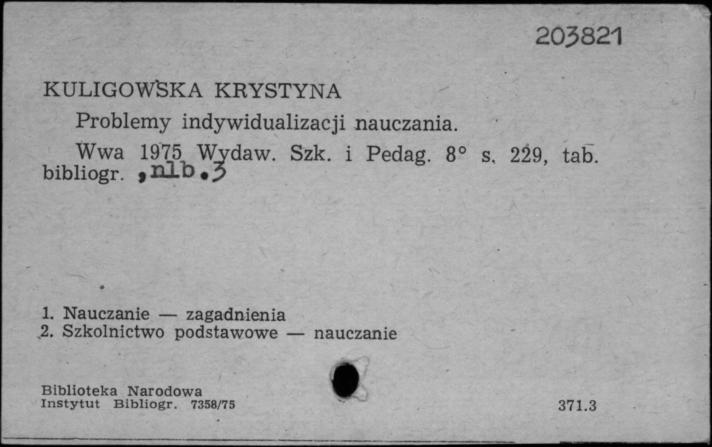 203821
KULIGOWSKA KRYSTYNA
Problemy indywidualizacji nauczania.
Wwa 1975 Wydaw. Szk. i Pedag. 8° s. 229, tab.
bibliogr. , nlb. 3
1. Nauczanie — zagadnienia
2. Szkolnictwo podstawowe — nauczanie
Biblioteka Narodowa
Instytut Bibliogr. 7358/75
371.3